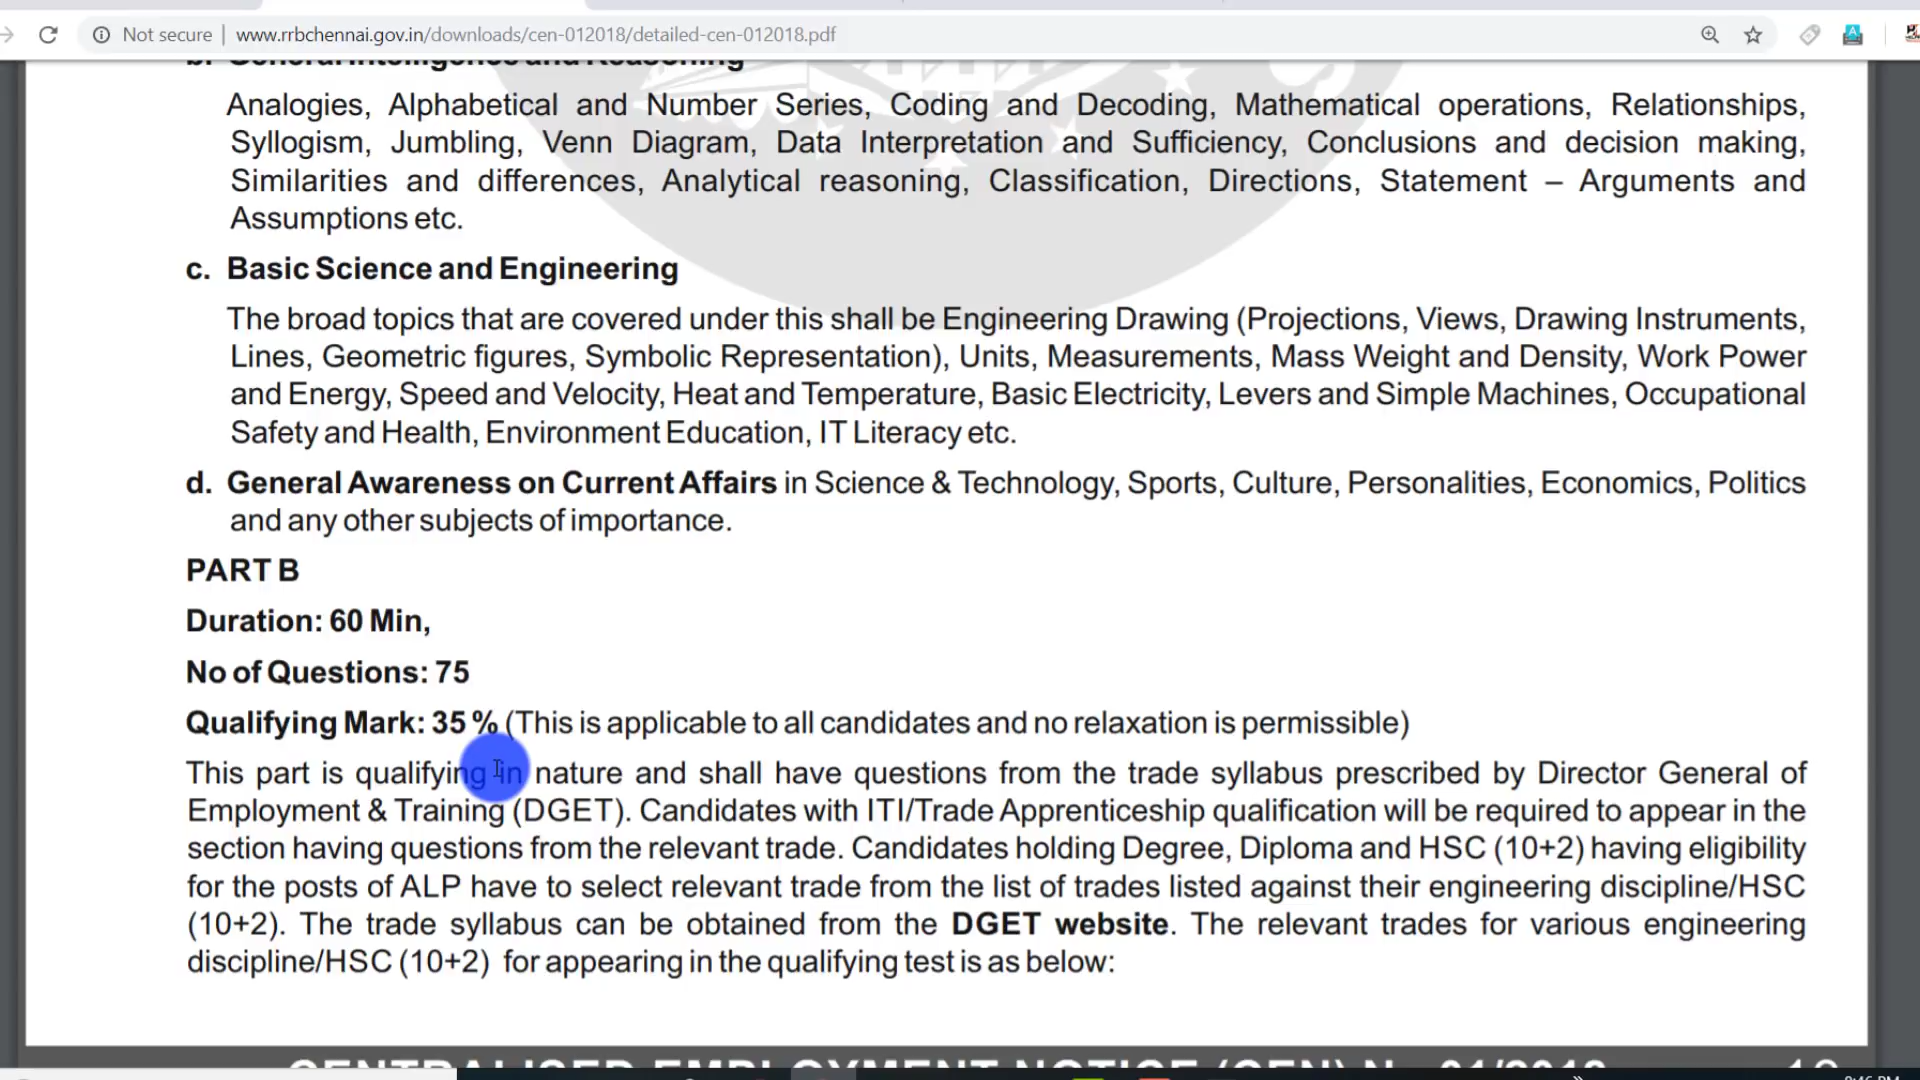 Not secure
www.rrbchennai.gov.in/downloads/cen-012018/detailed-cen-012018.pdf
b. General Intelligence and Reasoning
Analogies, Alphabetical and Number Series, Coding and Decoding, Mathematical operations, Relationships,
Syllogism, Jumbling, Venn Diagram, Data Interpretation and Sufficiency, Conclusions and decision making,
Similarities and differences, Analytical reasoning, Classification, Directions, Statement – Arguments and
Assumptions etc.
c. Basic Science and Engineering
The broad topics that are covered under this shall be Engineering Drawing (Projections, Views, Drawing Instruments,
Lines, Geometric figures, Symbolic Representation), Units, Measurements, Mass Weight and Density, Work Power
and Energy, Speed and Velocity, Heat and Temperature, Basic Electricity, Levers and Simple Machines, Occupational
Safety and Health, Environment Education, IT Literacy etc.
d. General Awareness on Current Affairs in Science & Technology, Sports, Culture, Personalities, Economics, Politics
and any other subjects of importance.
PART B
Duration: 60 Min,
No of Questions: 75
Qualifying Mark: 35 % (This is applicable to all candidates and no relaxation is permissible)
This part is qualifying in nature and shall have questions from the trade syllabus prescribed by Director General of
Employment & Training (DGET). Candidates with ITI/Trade Apprenticeship qualification will be required to appear in the
section having questions from the relevant trade. Candidates holding Degree, Diploma and HSC (10+2) having eligibility
for the posts of ALP have to select relevant trade from the list of trades listed against their engineering discipline/HSC
(10+2). The trade syllabus can be obtained from the DGET website. The relevant trades for various engineering
discipline/HSC (10+2) for appearing in the qualifying test is as below:
CENTRALISED EMPLOYMENT NOTICE (CEN) 01/2018